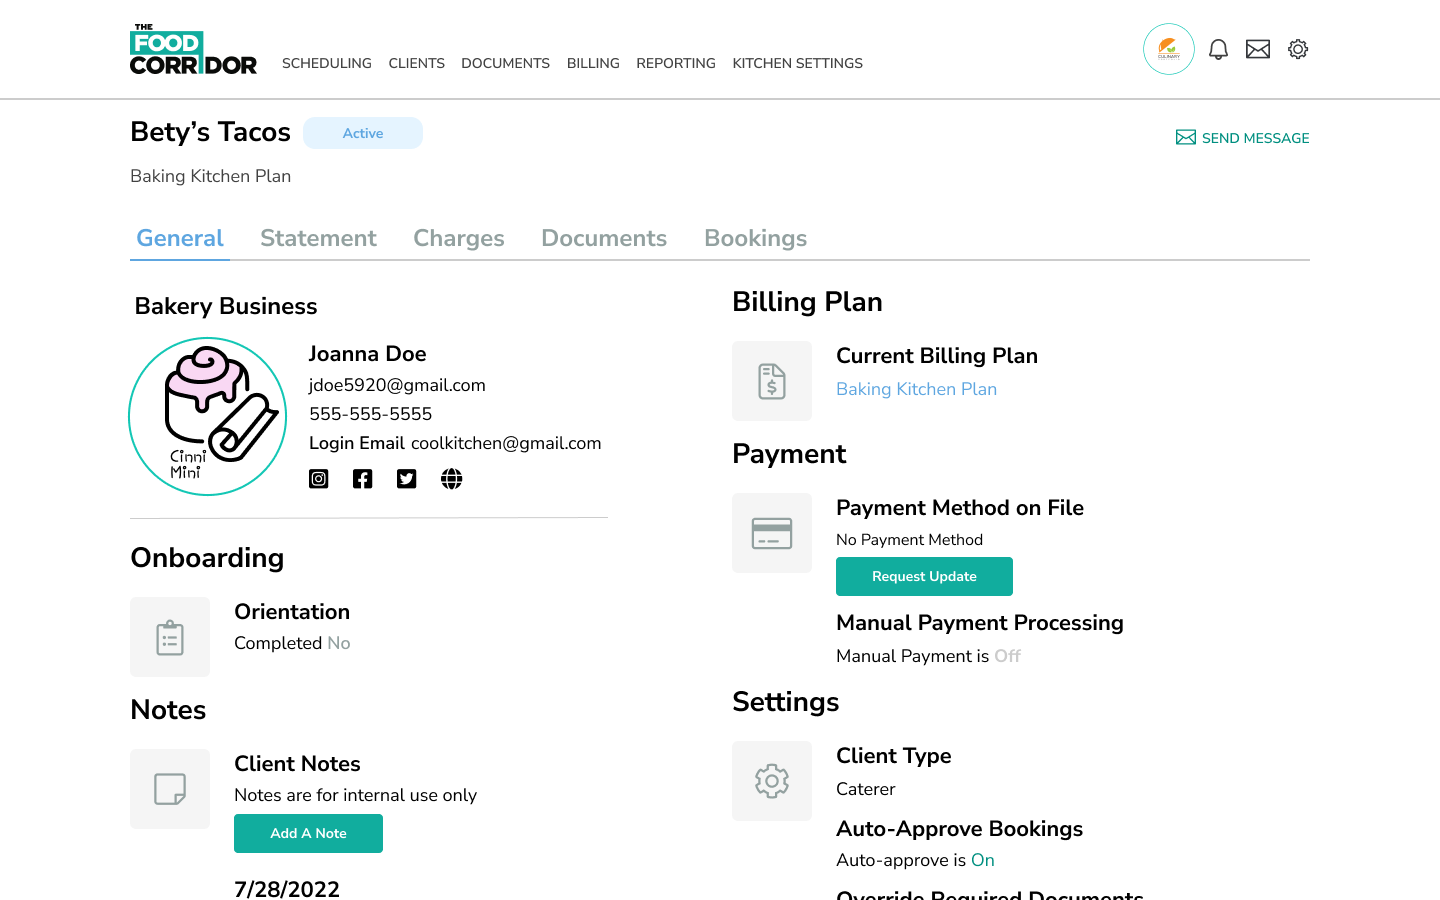 THE
FOOD
CORRIDOR
SCHEDULING CLIENTS DOCUMENTS BILLING REPORTING KITCHEN SETTINGS
CULINARY
Bety’s Tacos
Active
SEND MESSAGE
Baking Kitchen Plan
General Statement Charges Documents Bookings
Bakery Business
Cinni
Mini
Joanna Doe
jdoe5920@gmail.com
555-555-5555
Login Email coolkitchen@gmail.com
Onboarding
Orientation
Completed No
Notes
Client Notes
Notes are for internal use only
Add A Note
7/28/2022
Billing Plan
Current Billing Plan
Baking Kitchen Plan
Payment
Payment Method on File
No Payment Method
Request Update
Manual Payment Processing
Manual Payment is Off
Settings
Client Type
Caterer
Auto-Approve Bookings
Auto-approve is On
Override Required Documents